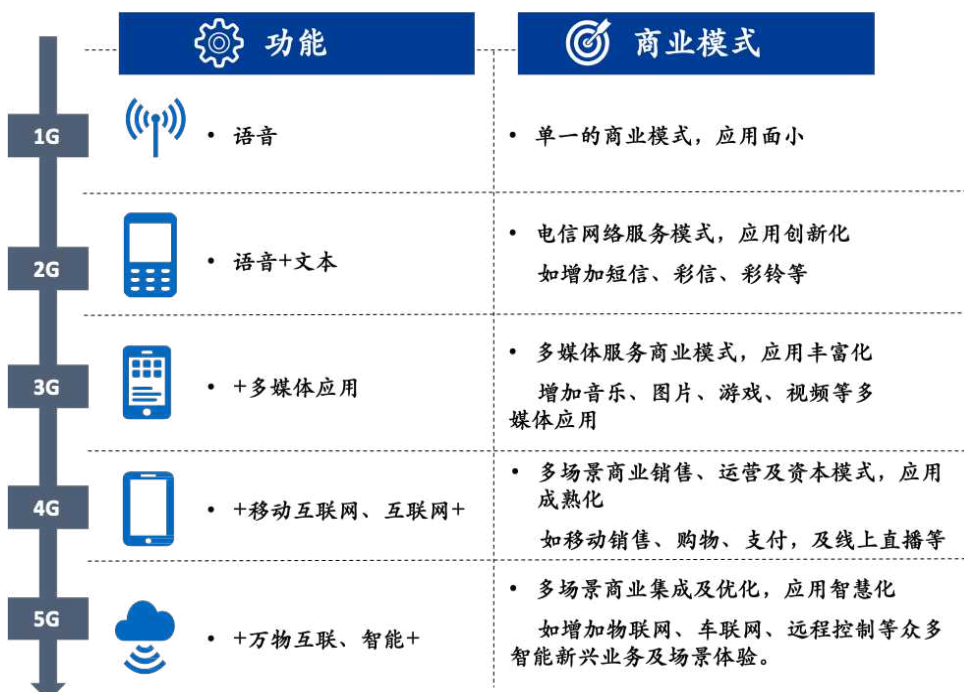 功能
商业模式
1G
• 语音
• 单一的商业模式，应用面小
2G
• 语音+文本
• 电信网络服务模式，应用创新化
如增加短信、彩信、彩铃等
3G
• +多媒体应用
• 多媒体服务商业模式，应用丰富化
增加音乐、图片、游戏、视频等多
媒体应用
4G
• +移动互联网、互联网+
• 多场景商业销售、运营及资本模式，应用
成熟化
如移动销售、购物、支付，及线上直播等
5G
• +万物互联、智能+
• 多场景商业集成及优化，应用智慧化
如增加物联网、车联网、远程控制等众多
智能新兴业务及场景体验。